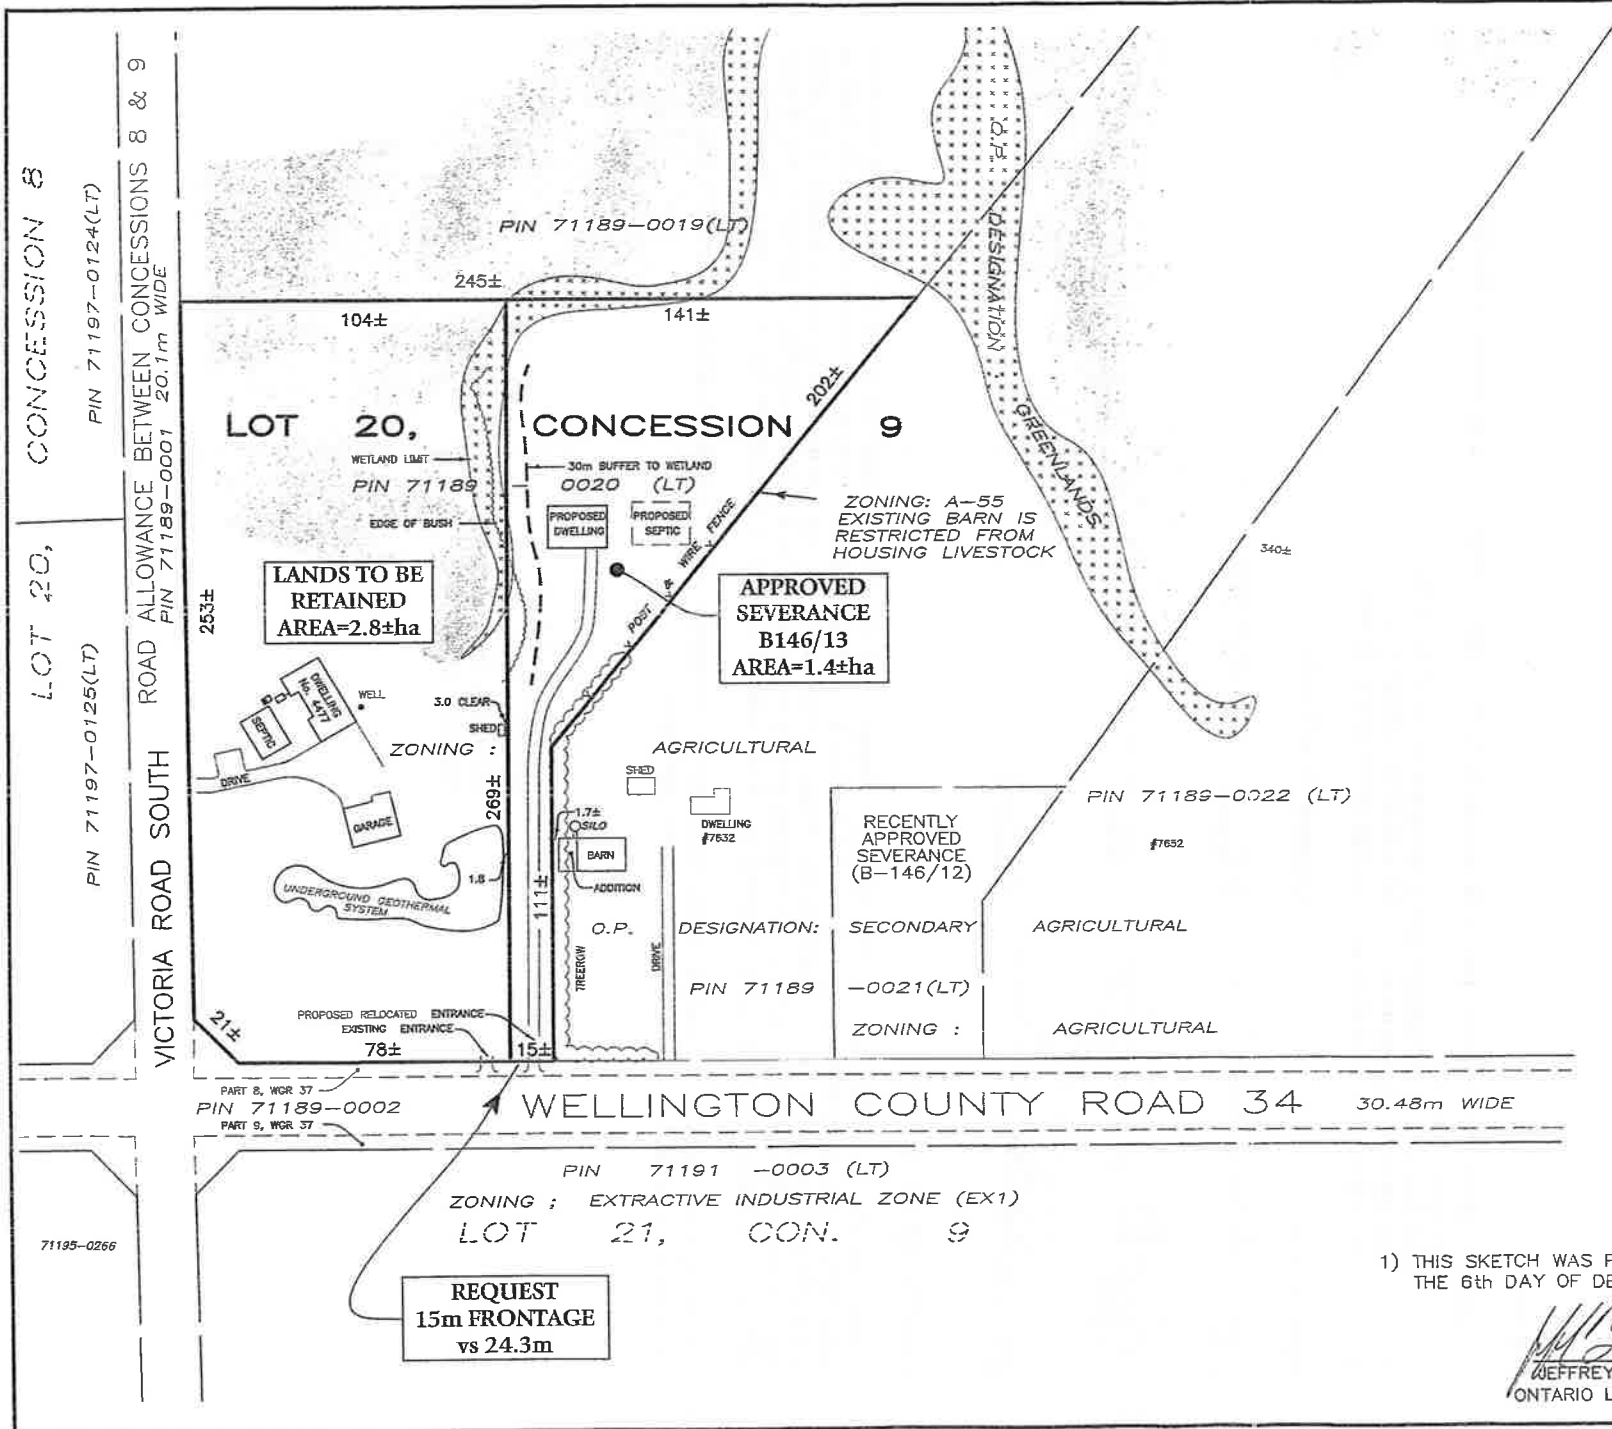 CONCESSION 8
LOT 20,
PIN 71197-0124(LT)
PIN 71197-0125(LT)
ROAD ALLOWANCE BETWEEN CONCESSIONS 8 & 9
PIN 71189-0001 20.1m WIDE
VICTORIA ROAD SOUTH
PIN 71189-0019(LT)
245±
104±
141±
O.P. DESIGNATION : GREENLANDS
202±
LOT 20, CONCESSION 9
WETLAND LIMIT
30m BUFFER TO WETLAND
PIN 71189 0020 (LT)
EDGE OF BUSH
PROPOSED
DWELLING
PROPOSED
SEPTIC
POST & WIRE FENCE
ZONING: A-55
EXISTING BARN IS
RESTRICTED FROM
HOUSING LIVESTOCK
340±
LANDS TO BE
RETAINED
AREA=2.8±ha
APPROVED
SEVERANCE
B146/13
AREA=1.4±ha
253±
DWELLING
No. 4477
WELL
SEPTIC
3.0 CLEAR
SHED
ZONING : AGRICULTURAL
DRIVE
GARAGE
269±
SHED
DWELLING
#7632
1.7±
SILO
BARN
ADDITION
1.8
111±
UNDERGROUND GEOTHERMAL
SYSTEM
PIN 71189-0022 (LT)
#7652
RECENTLY
APPROVED
SEVERANCE
(B-146/12)
O.P. DESIGNATION: SECONDARY AGRICULTURAL
TREEROW
DRIVE
PIN 71189 -0021(LT)
ZONING : AGRICULTURAL
21±
PROPOSED RELOCATED ENTRANCE
EXISTING ENTRANCE
78±
15±
PART 8, WGR 37
PIN 71189-0002
PART 9, WGR 37
WELLINGTON COUNTY ROAD 34 30.48m WIDE
PIN 71191 -0003 (LT)
ZONING ; EXTRACTIVE INDUSTRIAL ZONE (EX1)
LOT 21, CON. 9
71195-0266
REQUEST
15m FRONTAGE
vs 24.3m
1) THIS SKETCH WAS
THE 6th DAY OF
JEFFREY
ONTARIO